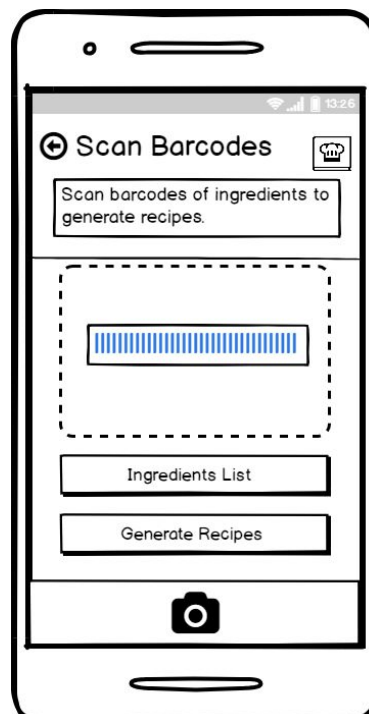 13:26
Scan Barcodes
Scan barcodes of ingredients to
generate recipes.
Ingredients List
Generate Recipes